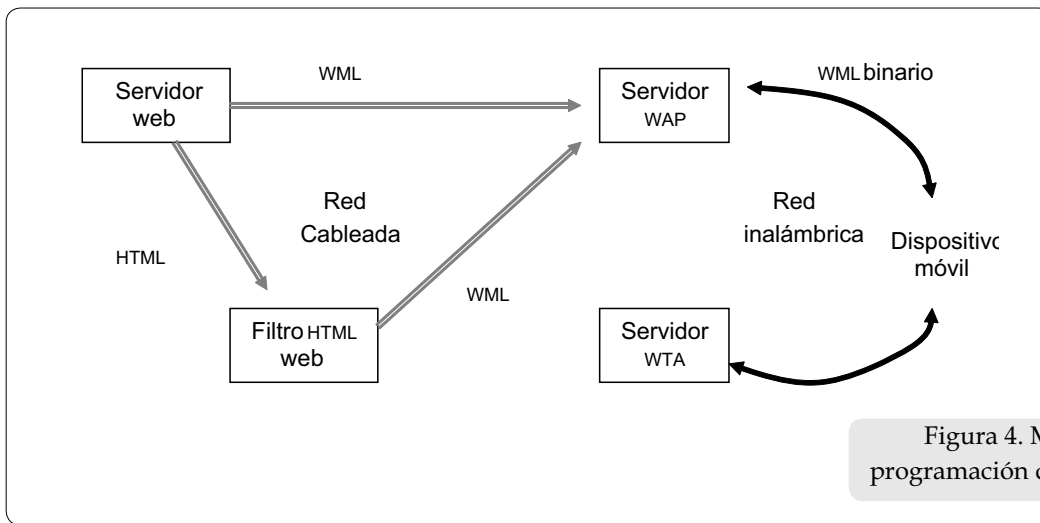 WML
WML binario
Servidor
web
Servidor
WAP
Red
Cableada
Red
inalámbrica
HTML
Dispositivo
móvil
WML
Filtro HTML
web
Servidor
WTA
Figura 4. M
programación